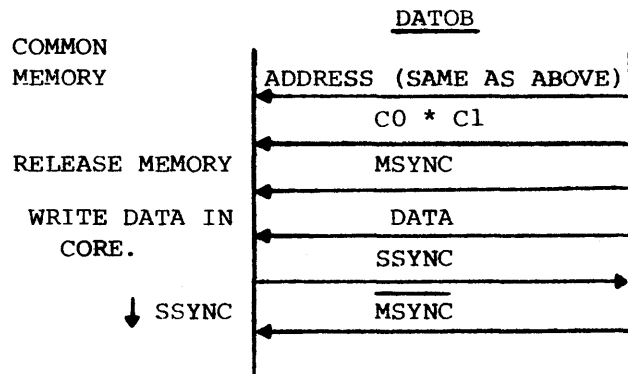 DATOB
COMMON
MEMORY ADDRESS (SAME AS ABOVE)
C0 * C1
RELEASE MEMORY MSYNC
WRITE DATA IN DATA
CORE.
SSYNC
↓ SSYNC M̅S̅Y̅N̅C̅